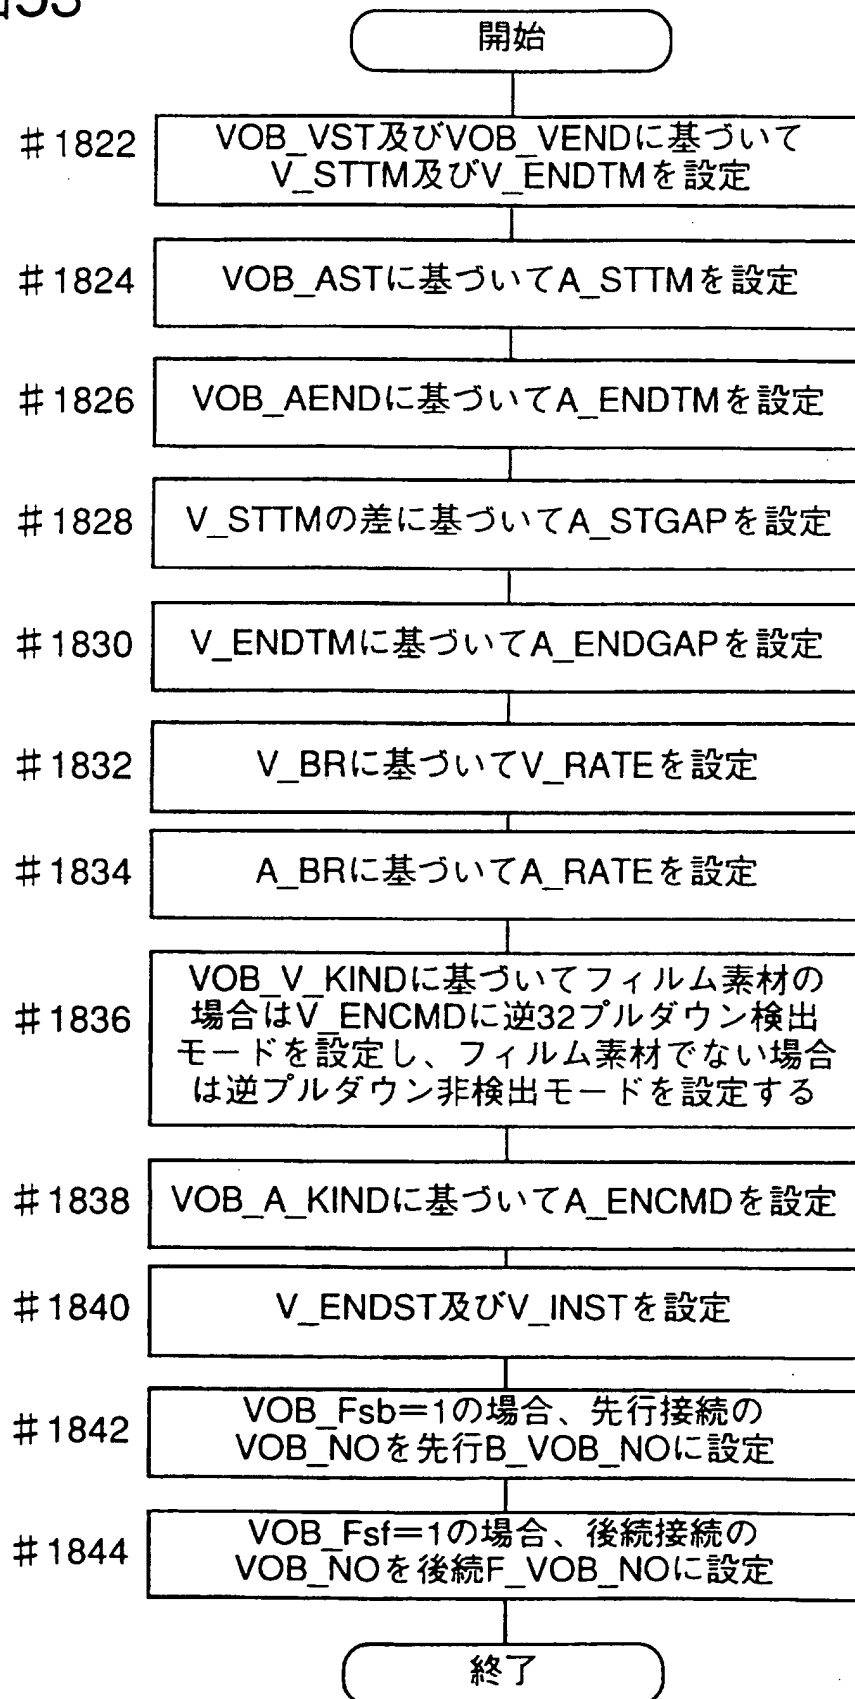 開始
#1822
VOB_VST及びVOB_VENDに基づいて
V_STTM及びV_ENDTMを設定
#1824
VOB_ASTに基づいてA_STTMを設定
#1826
VOB_AENDに基づいてA_ENDTMを設定
#1828
V_STTMの差に基づいてA_STGAPを設定
#1830
V_ENDTMに基づいてA_ENDGAPを設定
#1832
V_BRに基づいてV_RATEを設定
#1834
A_BRに基づいてA_RATEを設定
#1836
VOB_V_KINDに基づいてフィルム素材の
場合はV_ENCMDに逆32プルダウン検出
モードを設定し、フィルム素材でない場合
は逆プルダウン非検出モードを設定する
#1838
VOB_A_KINDに基づいてA_ENCMDを設定
#1840
V_ENDST及びV_INSTを設定
#1842
VOB_Fsb=1の場合、先行接続の
VOB_NOを先行B_VOB_NOに設定
#1844
VOB_Fsf=1の場合、後続接続の
VOB_NOを後続F_VOB_NOに設定
終了